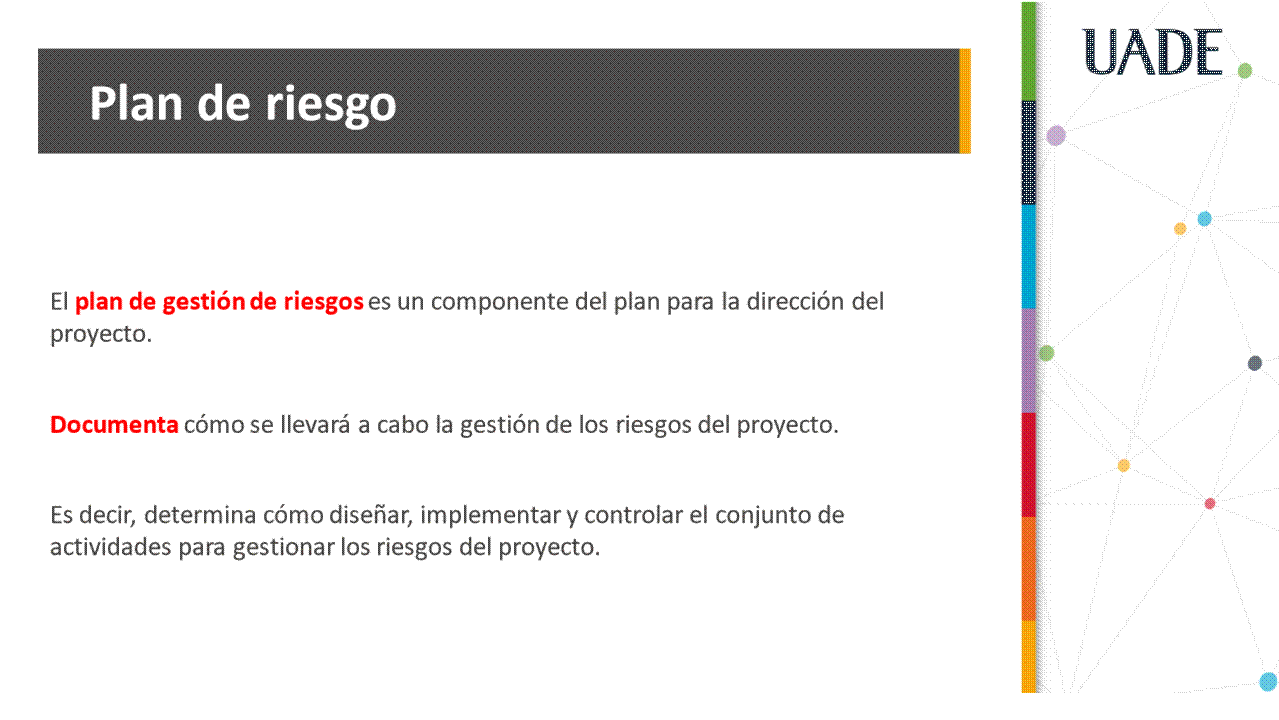 UADE
Plan de riesgo
El plan de gestión de riesgos es un componente del plan para la dirección del
proyecto.
Documenta cómo se llevará a cabo la gestión de los riesgos del proyecto.
Es decir, determina cómo diseñar, implementar y controlar el conjunto de
actividades para gestionar los riesgos del proyecto.